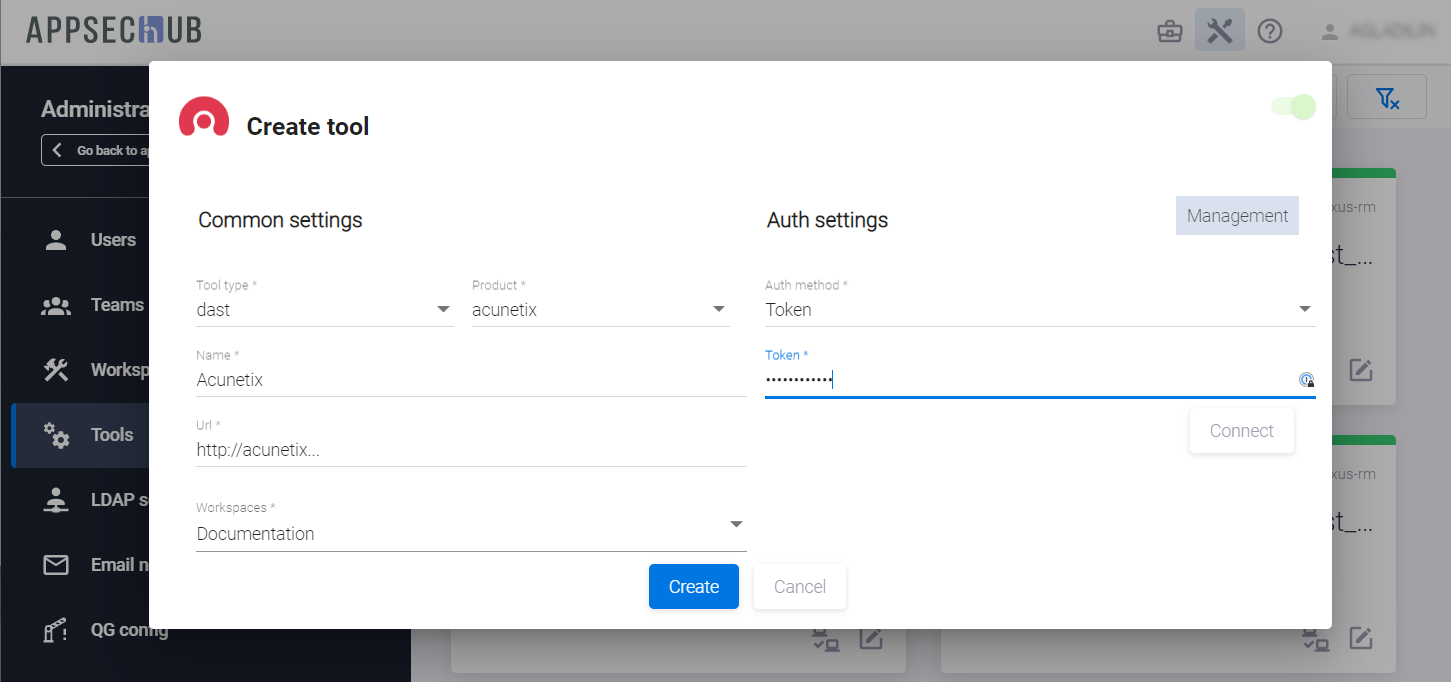 APPSECHUB
Administra
Go back to ap
Users
Teams
Worksp
Tools
LDAP s
Email n
QG config
Create tool
Common settings
Tool type *
dast
Product *
acunetix
Name *
Acunetix
Url *
http://acunetix...
Workspaces *
Documentation
Auth settings
Management
Auth method *
Token
Token *
••••••••••••
Connect
Create
Cancel
xus-rm
st_...
xus-rm
st_...